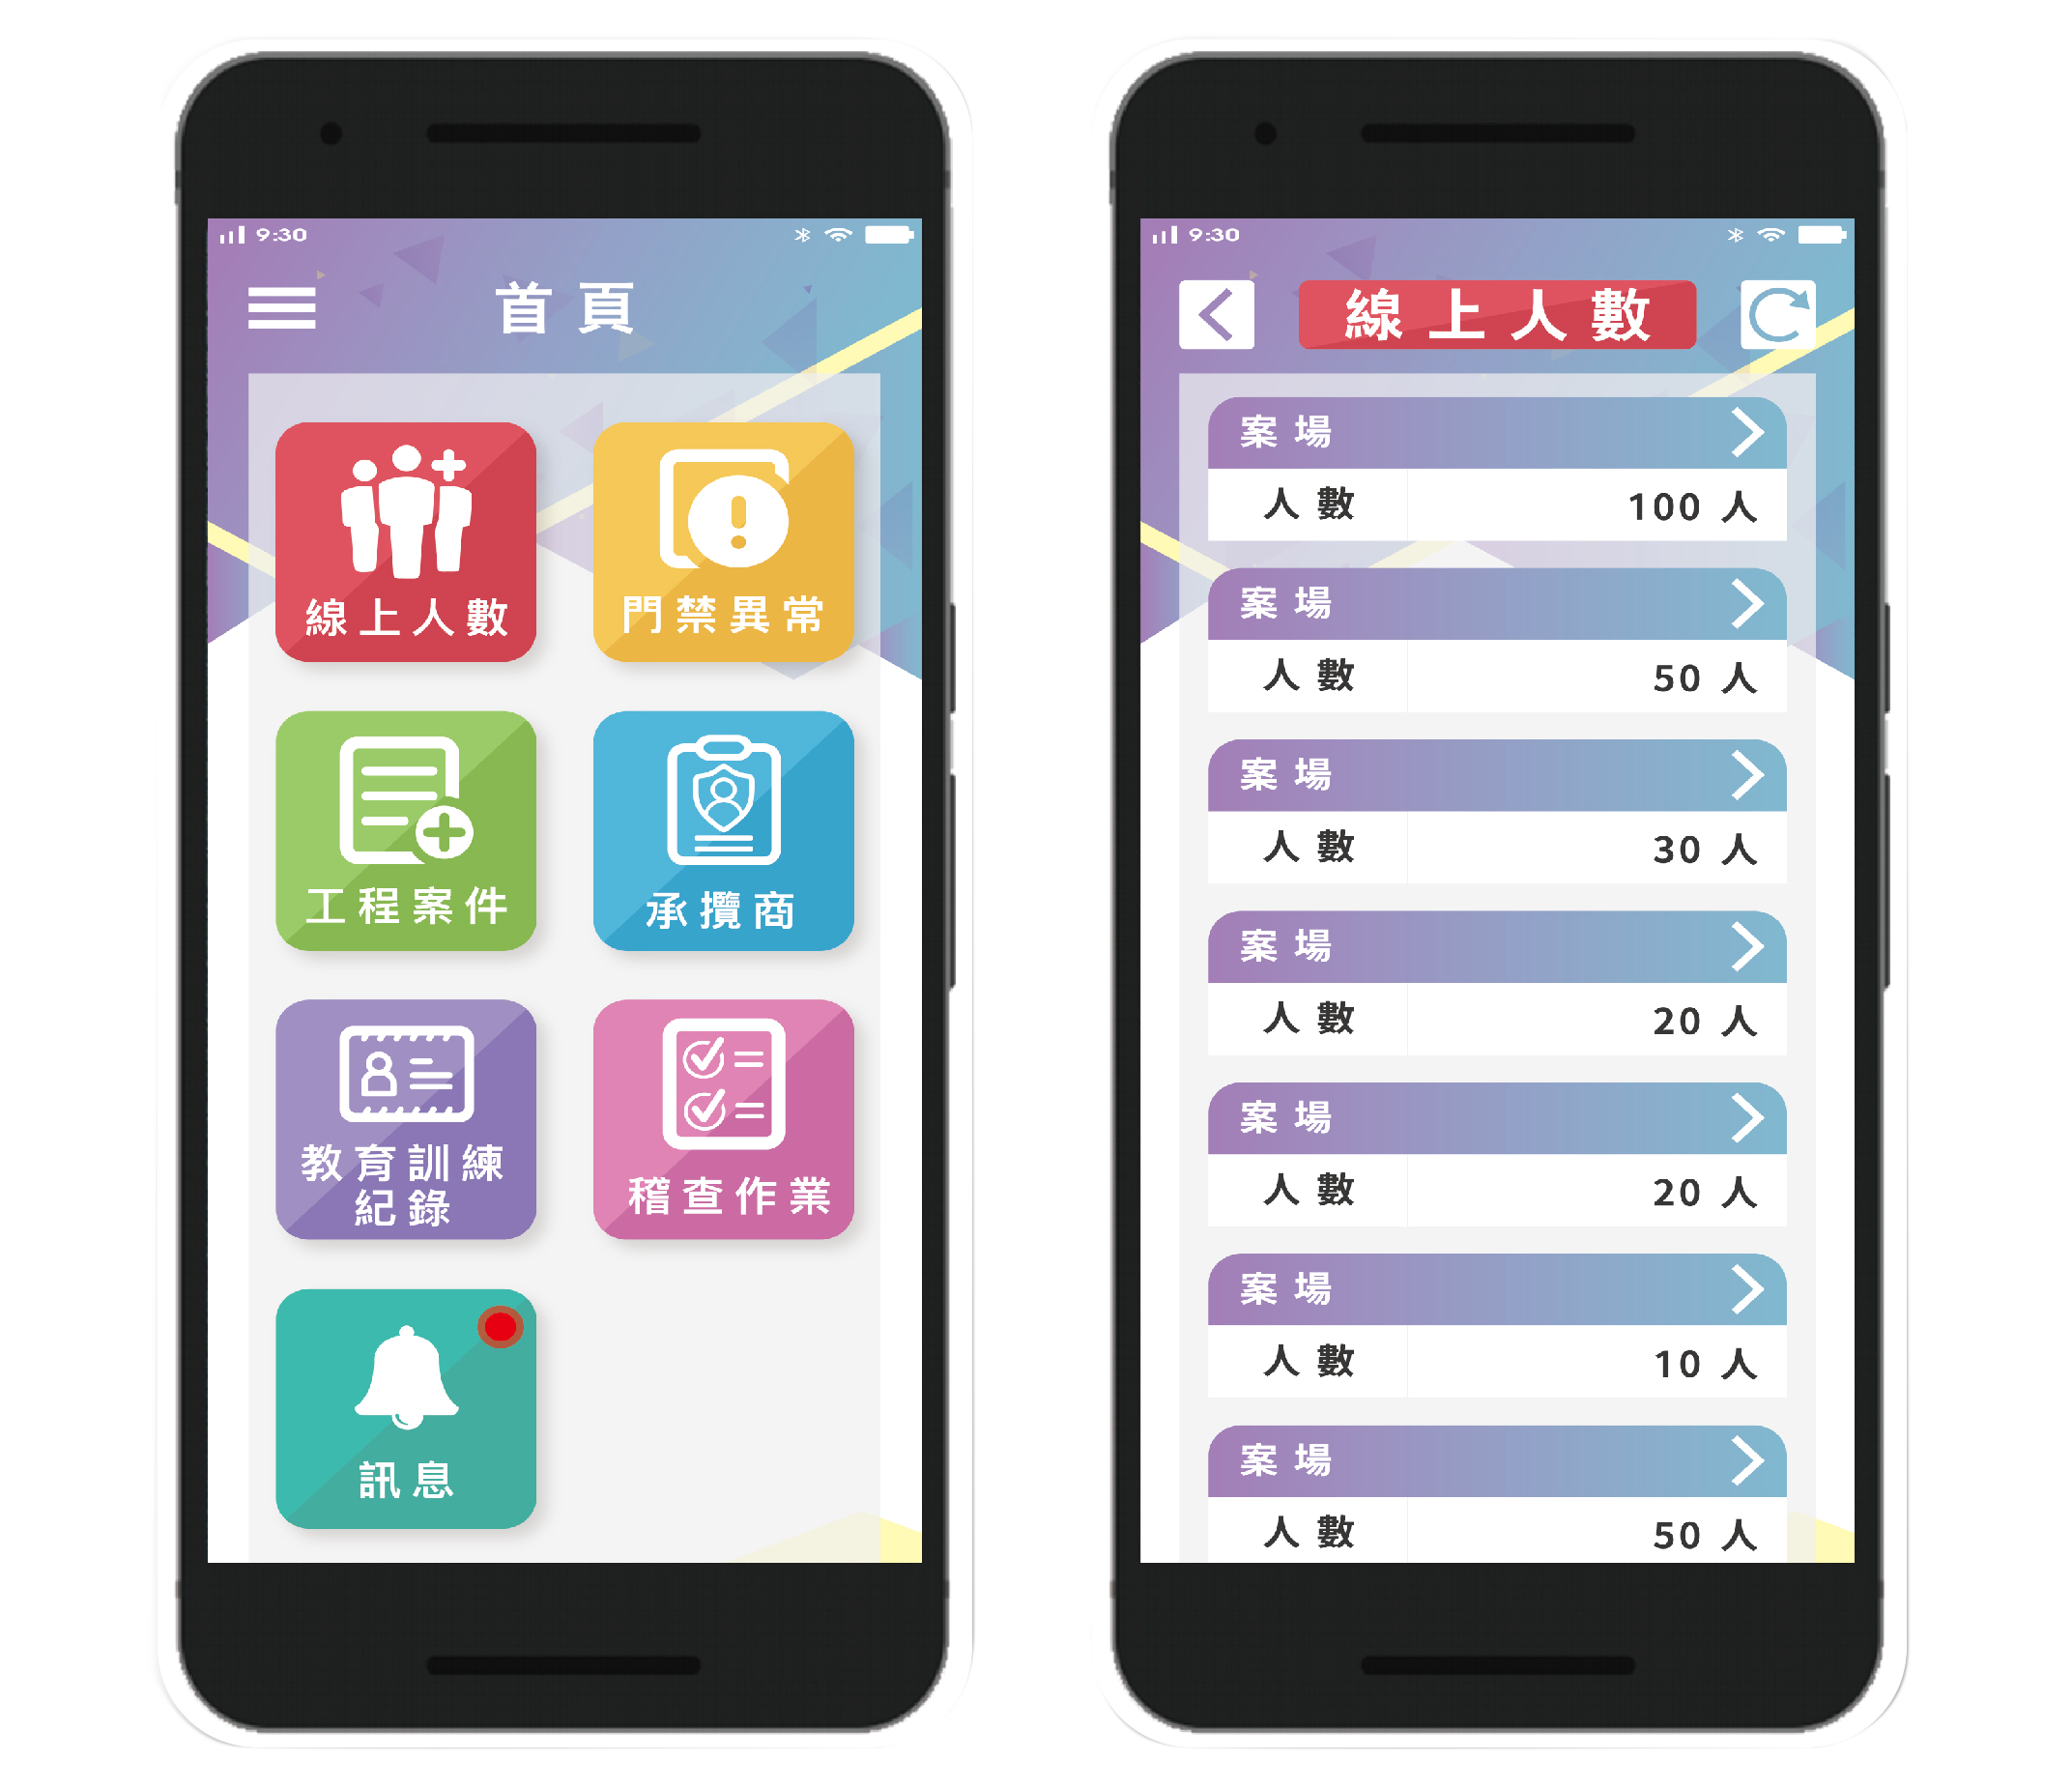 9:30
首頁
線上人數
門禁異常
工程案件
承攬商
教育訓練
紀錄
稽查作業
訊息
9:30
線上人數
案場
人數 100 人
案場
人數 50 人
案場
人數 30 人
案場
人數 20 人
案場
人數 20 人
案場
人數 10 人
案場
人數 50 人